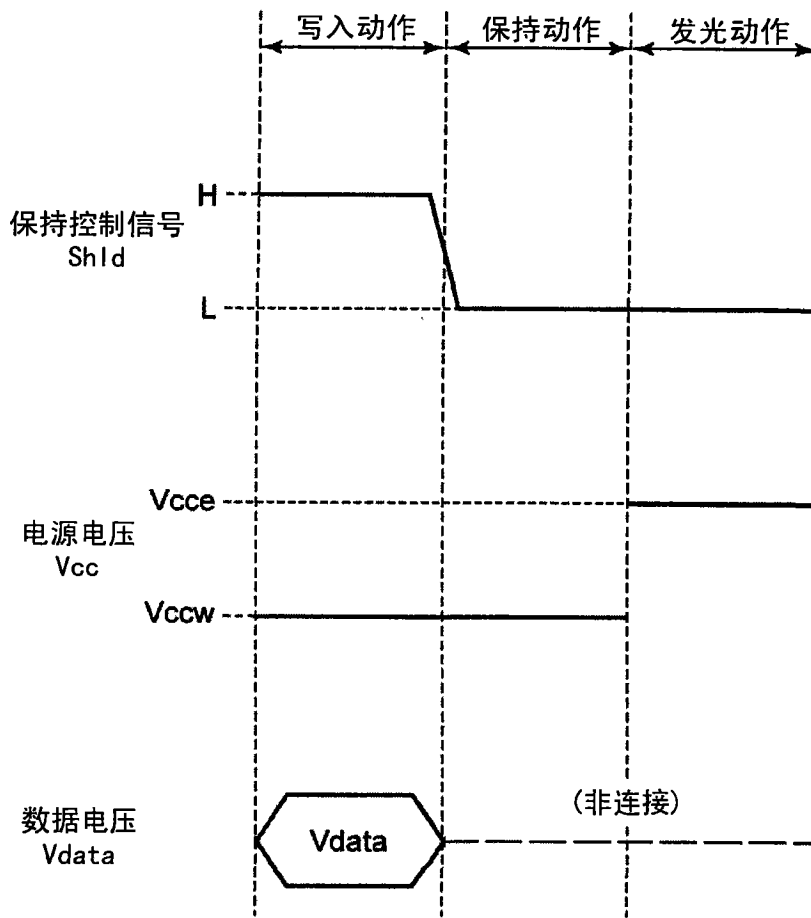 写入动作 保持动作 发光动作
H
保持控制信号
Shld
L
Vcce
电源电压
Vcc
Vccw
数据电压
Vdata
Vdata
(非连接)